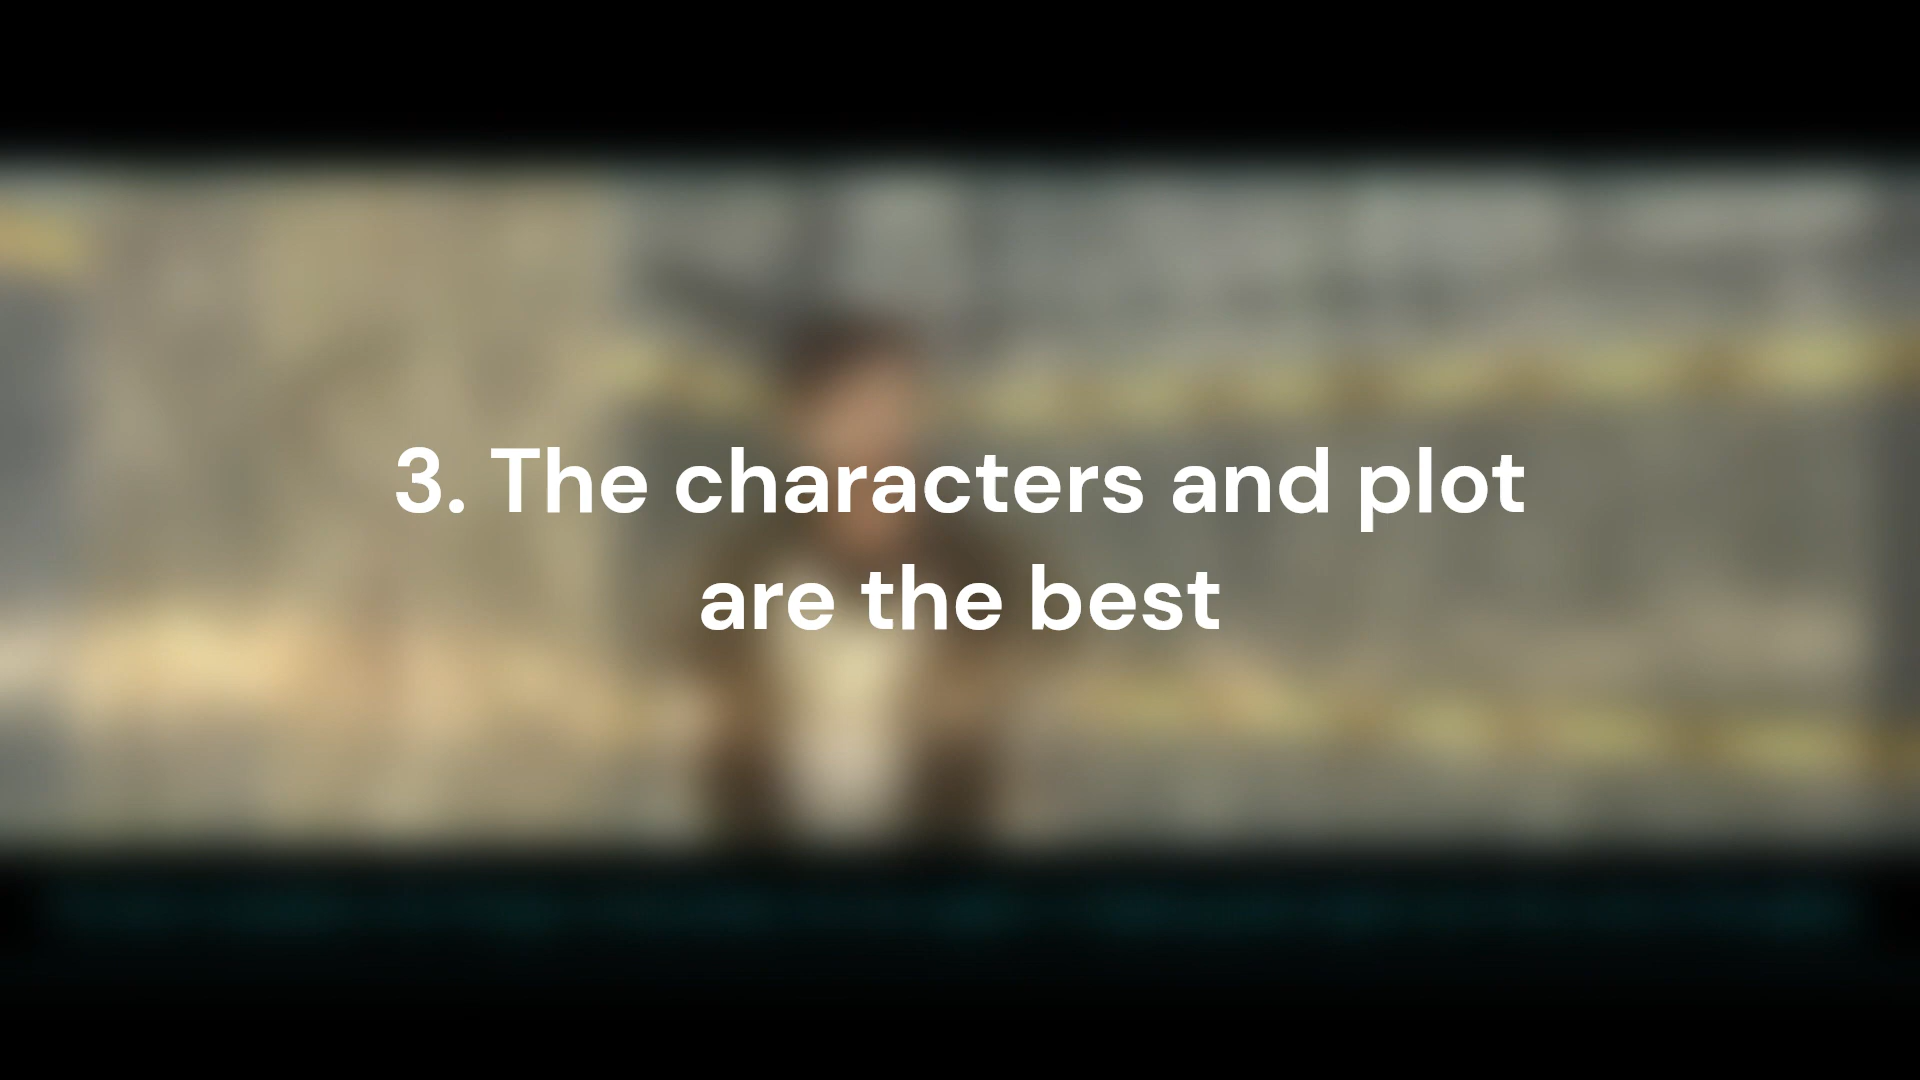 3. The characters and plot
are the best